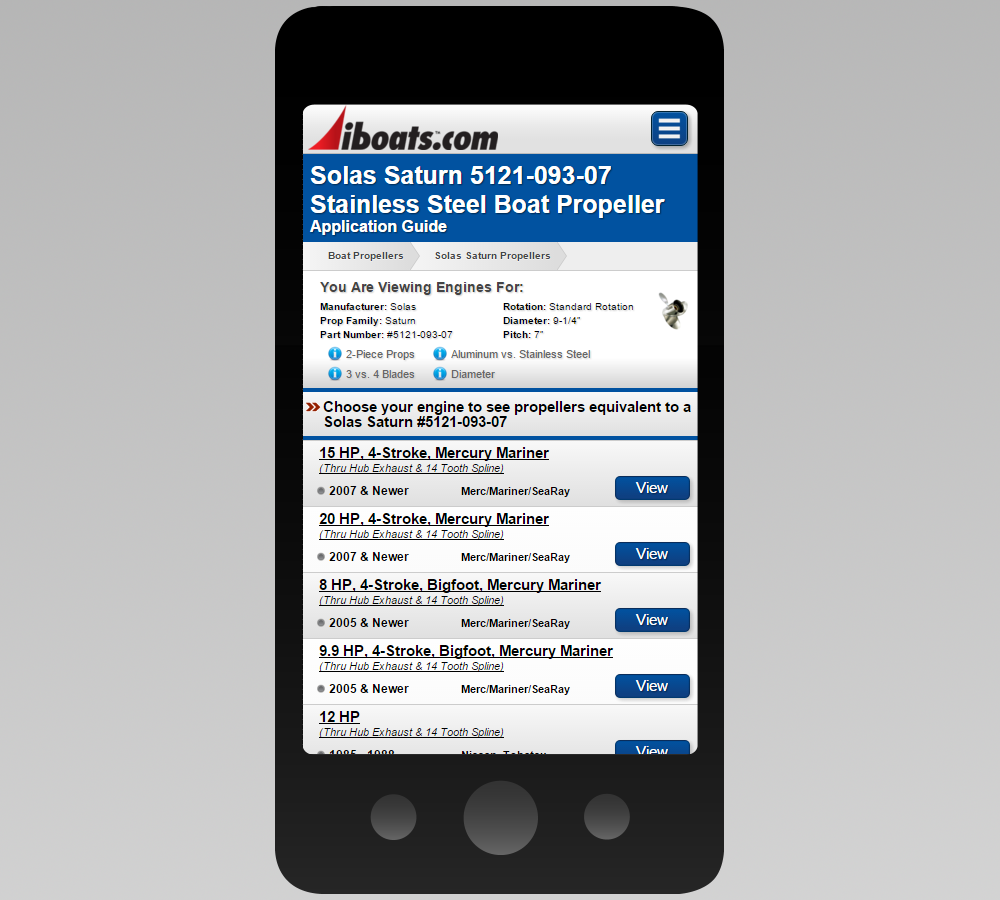 iboats.com™
Solas Saturn 5121-093-07
Stainless Steel Boat Propeller
Application Guide
Boat Propellers
Solas Saturn Propellers
You Are Viewing Engines For:
Manufacturer: Solas
Rotation: Standard Rotation
Prop Family: Saturn
Diameter: 9-1/4"
Part Number: #5121-093-07
Pitch: 7"
2-Piece Props
Aluminum vs. Stainless Steel
3 vs. 4 Blades
Diameter
Choose your engine to see propellers equivalent to a
Solas Saturn #5121-093-07
15 HP, 4-Stroke, Mercury Mariner
(Thru Hub Exhaust & 14 Tooth Spline)
2007 & Newer
Merc/Mariner/SeaRay
View
20 HP, 4-Stroke, Mercury Mariner
(Thru Hub Exhaust & 14 Tooth Spline)
2007 & Newer
Merc/Mariner/SeaRay
View
8 HP, 4-Stroke, Bigfoot, Mercury Mariner
(Thru Hub Exhaust & 14 Tooth Spline)
2005 & Newer
Merc/Mariner/SeaRay
View
9.9 HP, 4-Stroke, Bigfoot, Mercury Mariner
(Thru Hub Exhaust & 14 Tooth Spline)
2005 & Newer
Merc/Mariner/SeaRay
View
12 HP
(Thru Hub Exhaust & 14 Tooth Spline)
1985 - 1988
Nissan, Tohatsu
View